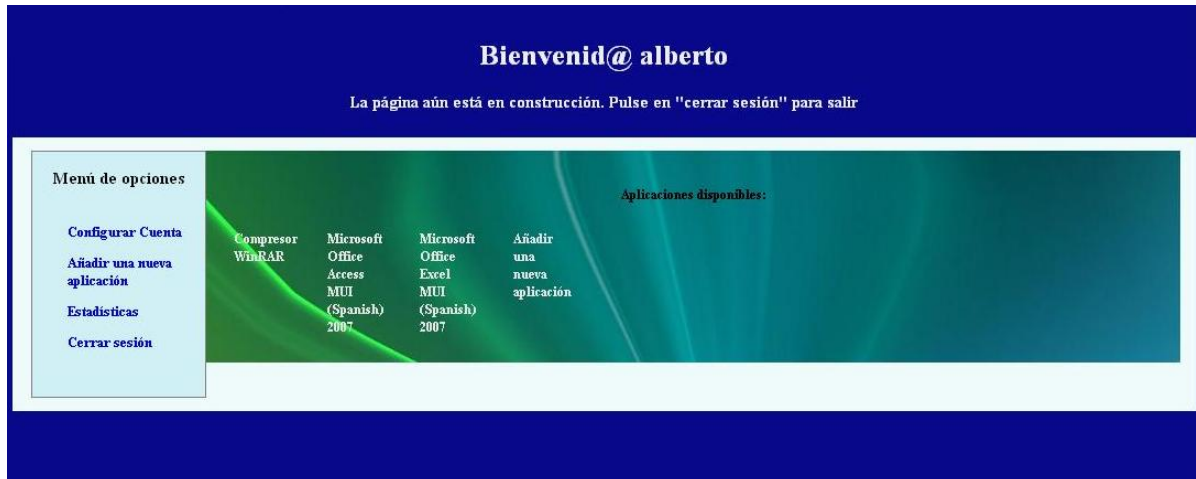 Bienvenid@ alberto
La página aún está en construcción. Pulse en "cerrar sesión" para salir
Menú de opciones
Configurar Cuenta
Añadir una nueva
aplicación
Estadísticas
Cerrar sesión
Aplicaciones disponibles:
Compresor
WinRAR
Microsoft
Office
Access
MUI
(Spanish)
2007
Microsoft
Office
Excel
MUI
(Spanish)
2007
Añadir
una
nueva
aplicación